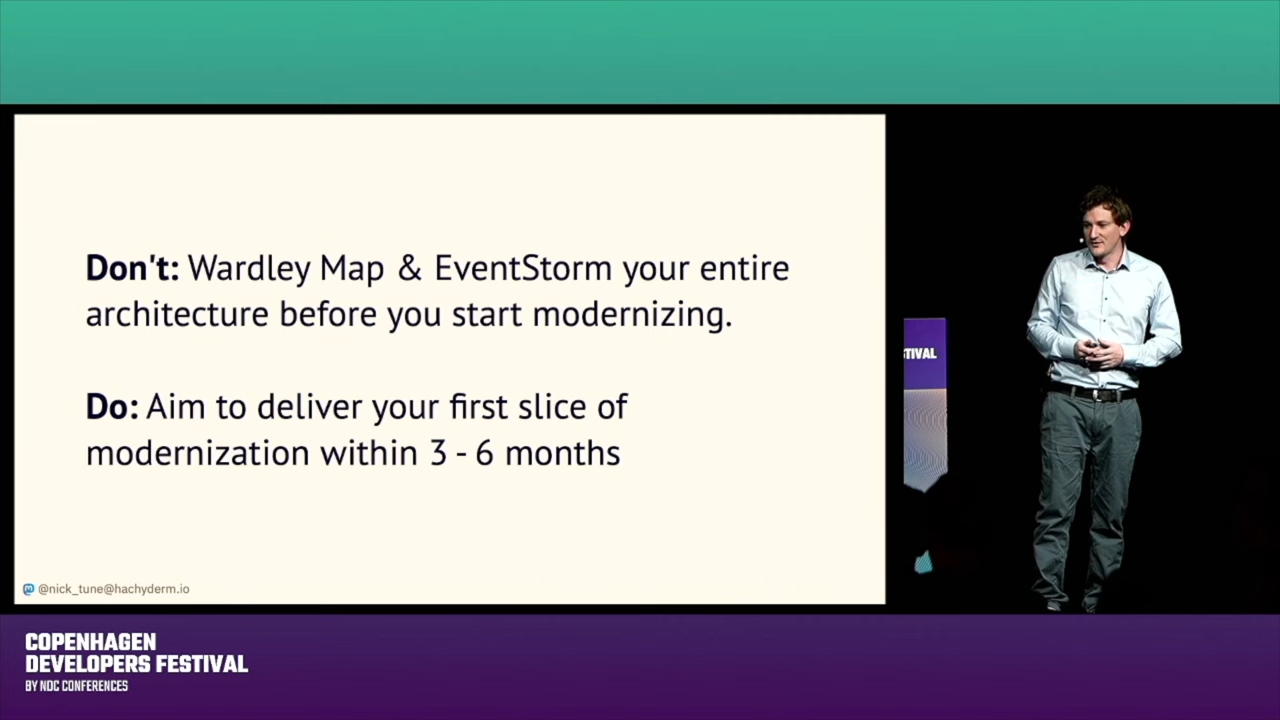 Don't: Wardley Map & EventStorm your entire
architecture before you start modernizing.
Do: Aim to deliver your first slice of
modernization within 3 - 6 months
@nick_tune@hachyderm.io
TIVAL
COPENHAGEN
DEVELOPERS FESTIVAL
BY NDC CONFERENCES